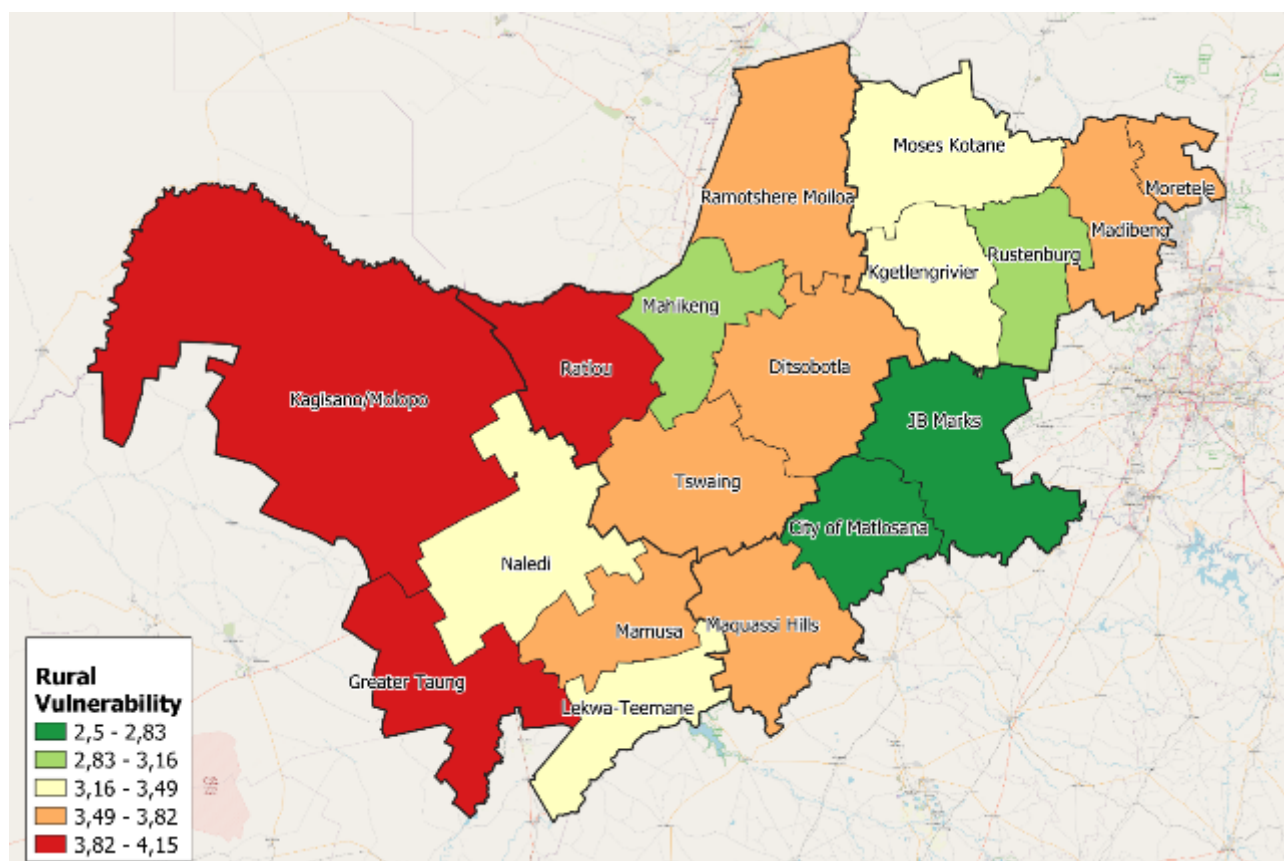 Moses Kotane
Ramotshere Moiloa
Moretele
Madibeng
Rustenburg
Kgetlengrivier
Mahikeng
Ratlou
Ditsobotla
Kagisano/Molopo
JB Marks
Tswaing
City of Matlosana
Naledi
Mamusa
Maquassi Hills
Greater Taung
Lekwa-Teemane
Rural
Vulnerability
2,5 - 2,83
2,83 - 3,16
3,16 - 3,49
3,49 - 3,82
3,82 - 4,15